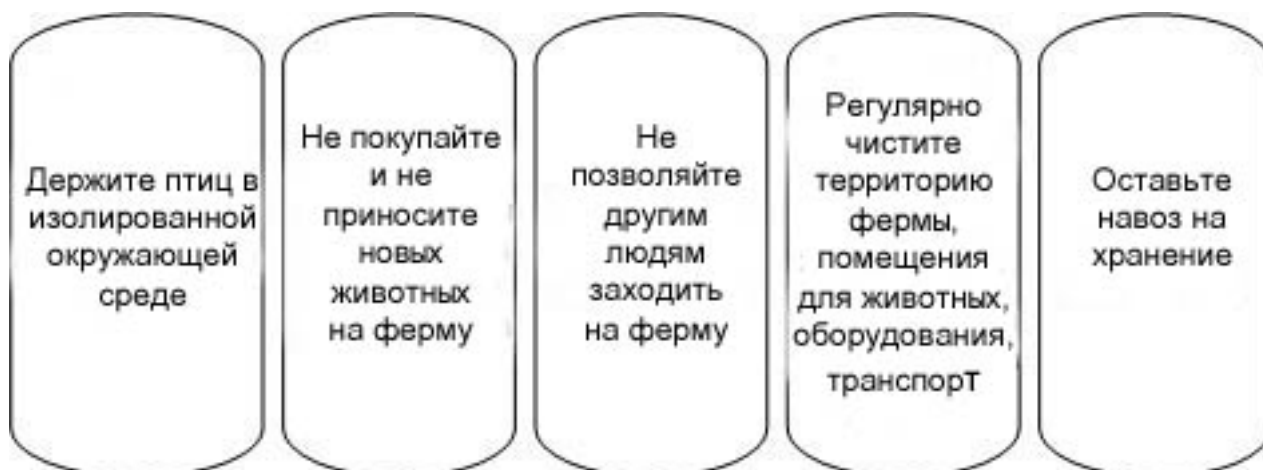 Держите птиц в
изолированной
окружающей
среде
Не покупайте
и не
приносите
новых
животных
на ферму
Не
позволяйте
другим
людям
заходить
на ферму
Регулярно
чистите
территорию
фермы,
помещения
для животных,
оборудования,
транспорт
Оставьте
навоз на
хранение